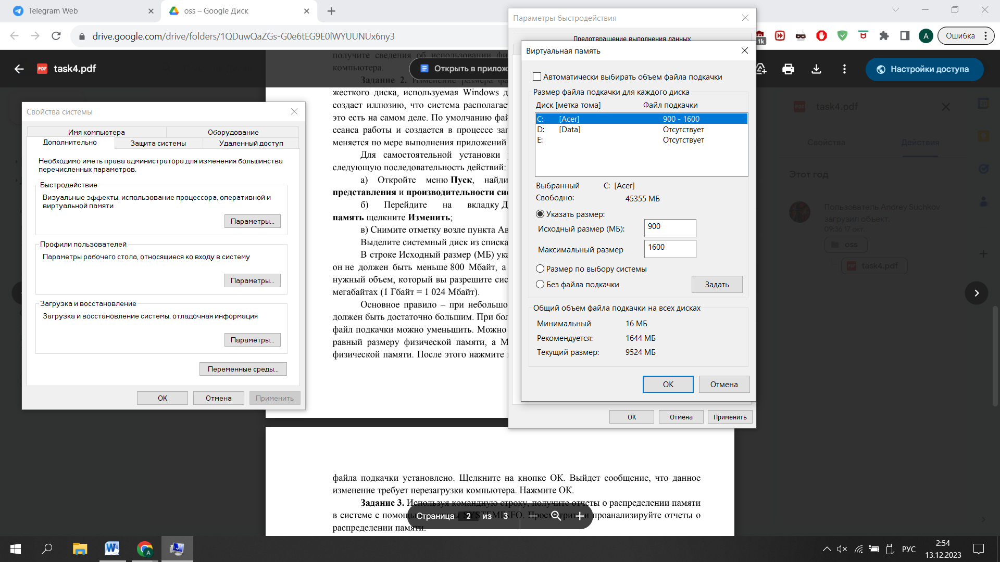 Telegram Web
oss – Google Диск
drive.google.com/drive/folders/1QDuwQaZGs-G0e6tEG9E0lWYUUNUx6ny3
1k
A
Ошибка
PDF task4.pdf
Открыть в прилож
Настройки доступа
получите сведения об использовании
компьютера.
Задание 2. Изменение размера
жесткого диска, используемая Windows
создает иллюзию, что система располагает
это есть на самом деле. По умолчанию
сеанса работы и создается в процессе
меняется по мере выполнения приложений
Для самостоятельной установки
следующую последовательность действий:
а) Откройте меню Пуск,
представления и производительности
б) Перейдите на вкладку
память щелкните Изменить;
в) Снимите отметку возле пункта
Выделите системный диск из списка
В строке Исходный размер (МБ)
он не должен быть меньше 800 Мбайт, а
нужный объем, который вы разрешите
мегабайтах (1 Гбайт = 1 024 Мбайт).
Основное правило – при
должен быть достаточно большим. При
файл подкачки можно уменьшить. Можно
равный размеру физической памяти, а
физической памяти. После этого нажмите
файла подкачки установлено. Щелкните на кнопке ОК. Выйдет сообщение, что данное
изменение требует перезагрузки компьютера. Нажмите ОК.
Задание 3. Используя командную строку, получите отчеты о распределении памяти
в системе с SYSTEMINFO. и проанализируйте отчеты о
распределении памяти.
Страница 2 из 3
Свойства системы
Имя компьютера
Оборудование
Дополнительно
Защита системы
Удаленный доступ
Необходимо иметь права администратора для изменения большинства
перечисленных параметров.
Быстродействие
Визуальные эффекты, использование процессора, оперативной и
виртуальной памяти
Параметры...
Профили пользователей
Параметры рабочего стола, относящиеся ко входу в систему
Параметры...
Загрузка и восстановление
Загрузка и восстановление системы, отладочная информация
Параметры...
Переменные среды...
ОК
Отмена
Применить
Параметры быстродействия
Предотвращение выполнения данных
Виртуальная память
Автоматически выбирать объем файла подкачки
Размер файла подкачки для каждого диска
Диск [метка тома] Файл подкачки
C: [Acer] 900 - 1600
D: [Data] Отсутствует
E: Отсутствует
Выбранный C: [Acer]
Свободно: 45355 МБ
Указать размер:
Исходный размер (МБ): 900
Максимальный размер 1600
Размер по выбору системы
Без файла подкачки
Задать
Общий объем файла подкачки на всех дисках
Минимальный 16 МБ
Рекомендуется: 1644 МБ
Текущий размер: 9524 МБ
ОК
Отмена
ОК
Отмена
Применить
PDF task4.pdf
Свойства
Действия
Этот год
Пользователь Andrey Suchkov
загрузил объект.
09:36 17 окт.
oss
PDF task4.pdf
РУС
2:54
13.12.2023